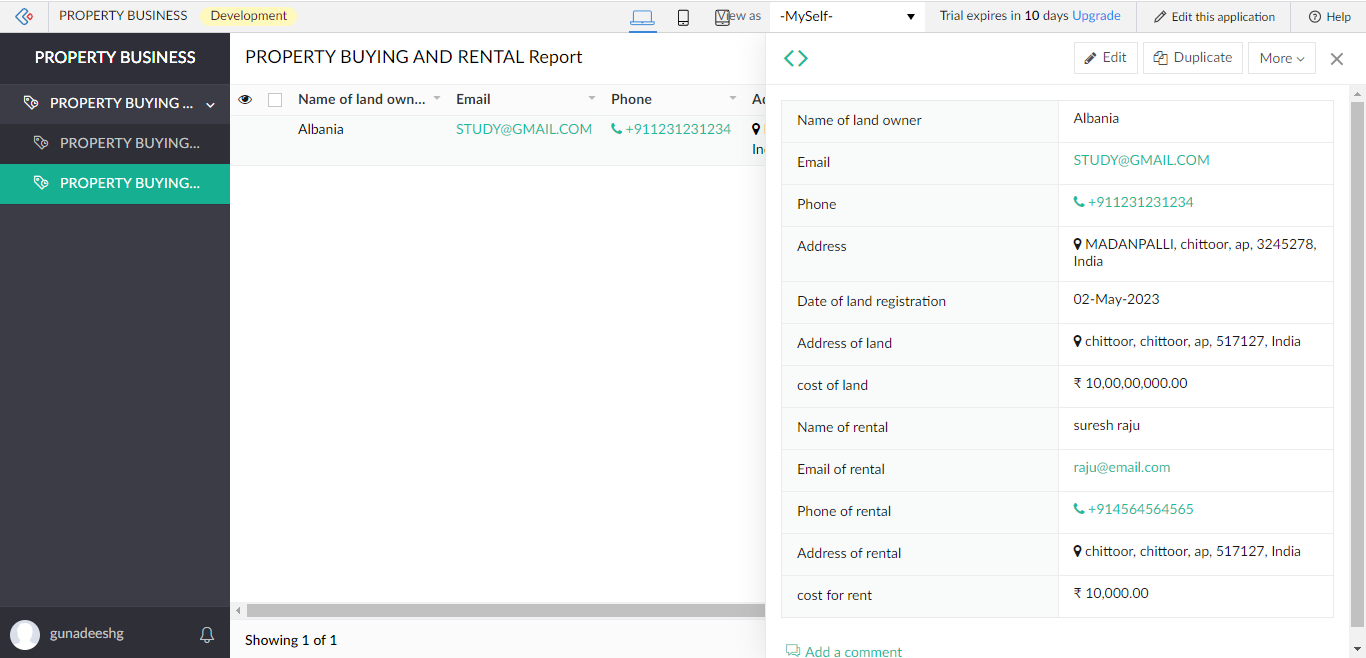 PROPERTY BUSINESS
Development
View as
-MySelf-
Trial expires in 10 days Upgrade
Edit this application
Help
PROPERTY BUSINESS
PROPERTY BUYING ...
PROPERTY BUYING...
PROPERTY BUYING...
gunadeeshg
PROPERTY BUYING AND RENTAL Report
Name of land own...
Email
Phone
Albania
STUDY@GMAIL.COM
+911231231234
Showing 1 of 1
Edit
Duplicate
More
Name of land owner
Albania
Email
STUDY@GMAIL.COM
Phone
+911231231234
Address
MADANPALLI, chittoor, ap, 3245278,
India
Date of land registration
02-May-2023
Address of land
chittoor, chittoor, ap, 517127, India
cost of land
₹ 10,00,00,000.00
Name of rental
suresh raju
Email of rental
raju@email.com
Phone of rental
+914564564565
Address of rental
chittoor, chittoor, ap, 517127, India
cost for rent
₹ 10,000.00
Add a comment